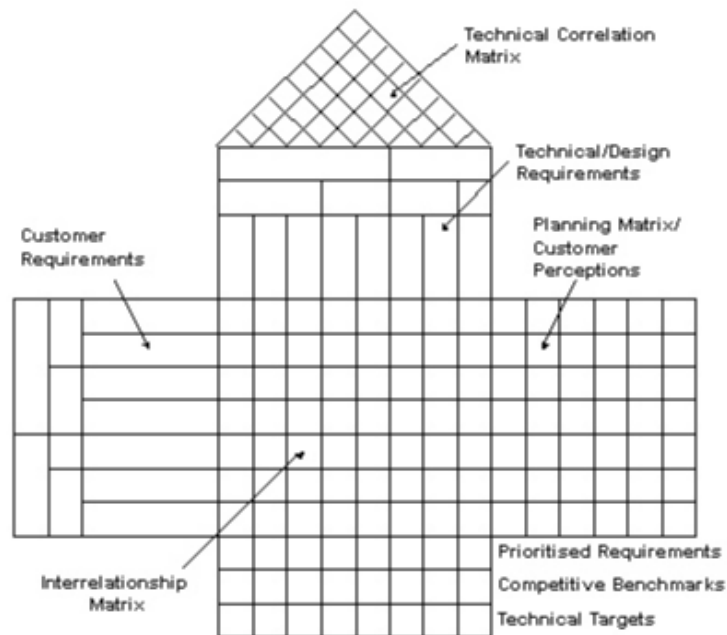 Technical Correlation
Matrix
Technical/Design
Requirements
Planning Matrix/
Customer
Perceptions
Customer
Requirements
Interrelationship
Matrix
Prioritised Requirements
Competitive Benchmarks
Technical Targets